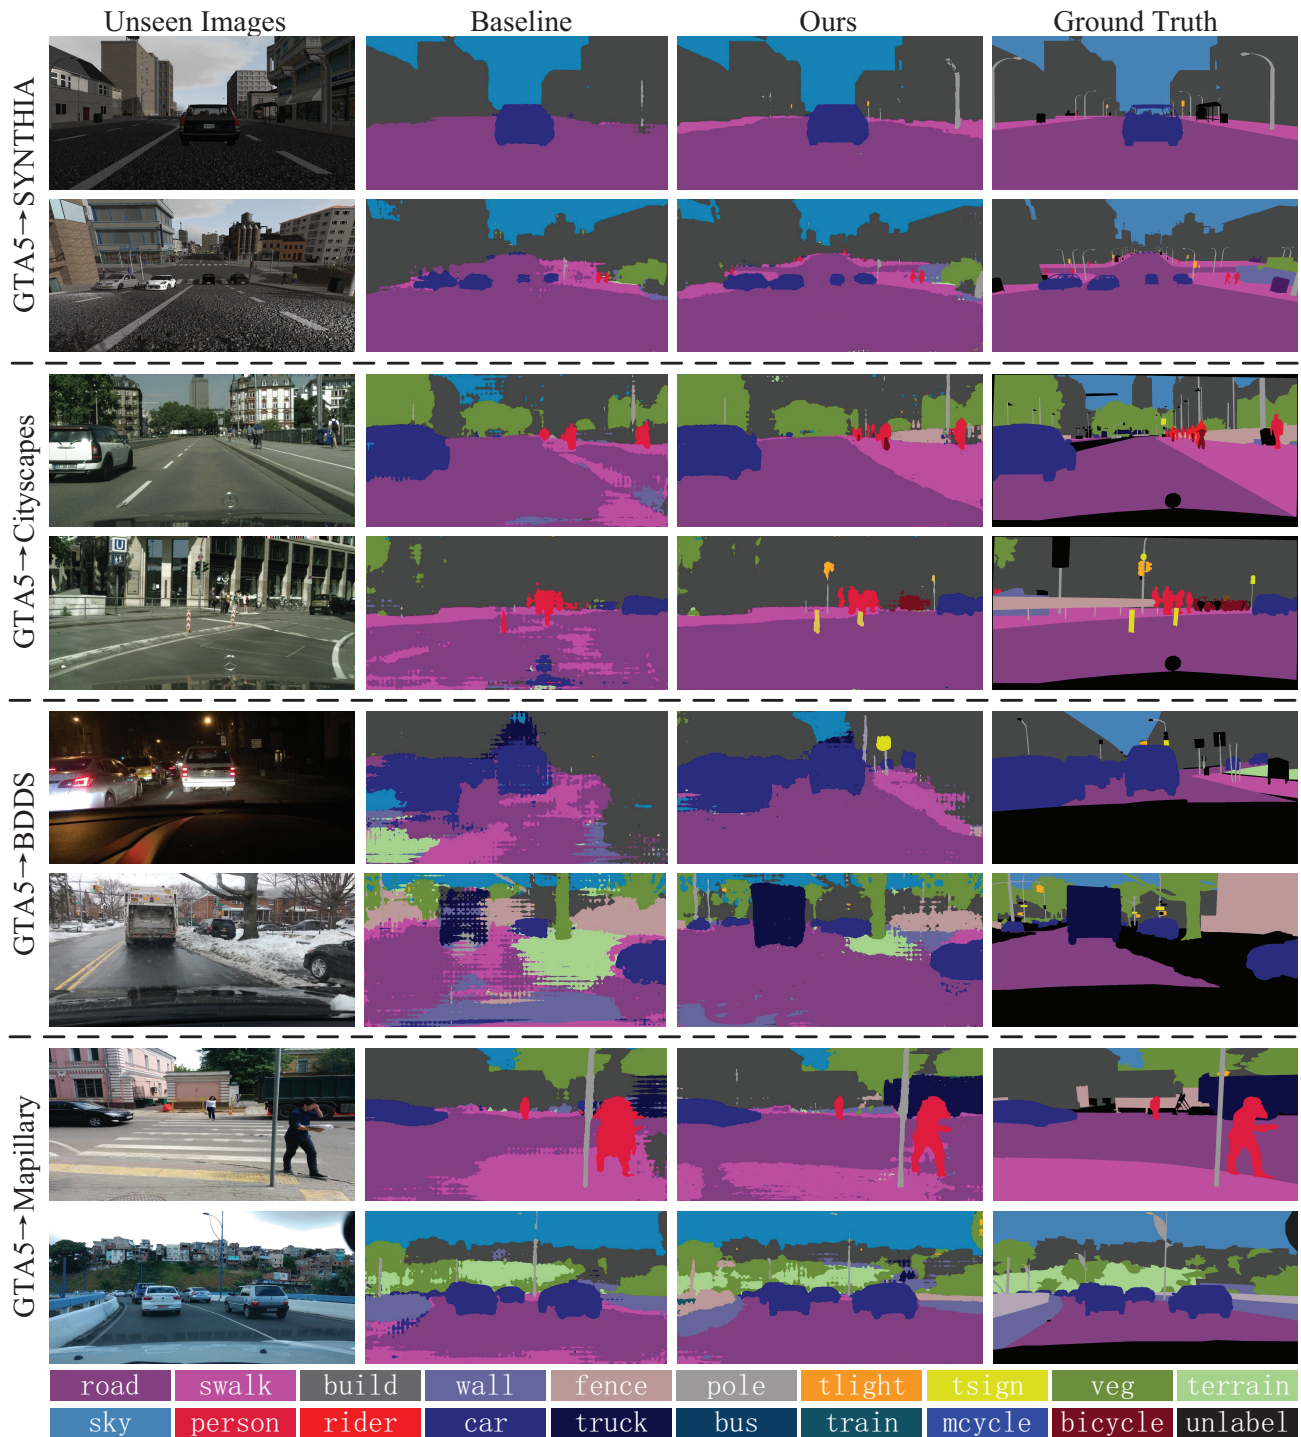 Unseen Images Baseline Ours Ground Truth
GTA5→SYNTHIA
GTA5→Cityscapes
U
GTA5→BDDS
GTA5→Mapillary
road swalk build wall fence pole tlight tsign veg terrain
sky person rider car truck bus train mcycle bicycle unlabel